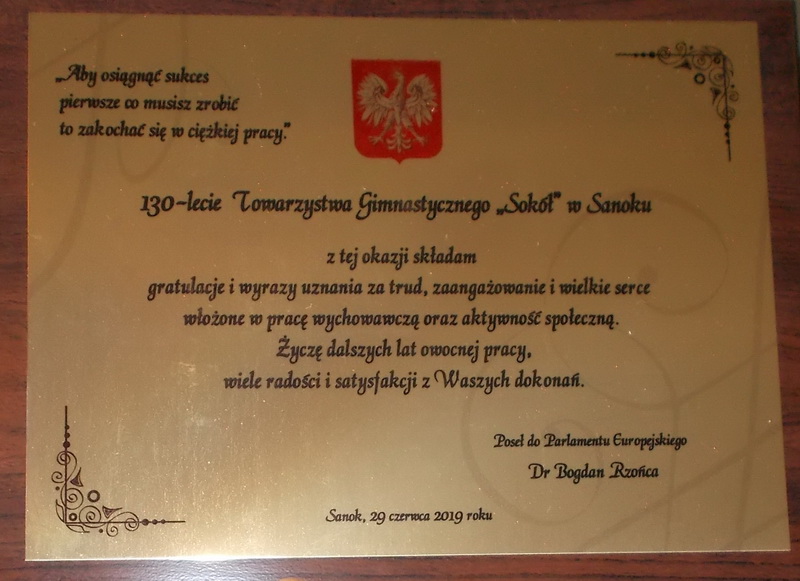 „Aby osiągnąć sukces
pierwsze co musisz zrobić
to zakochać się w ciężkiej pracy.”
130-lecie Towarzystwa Gimnastycznego „Sokół” w Sanoku
z tej okazji składam
gratulacje i wyrazy uznania za trud, zaangażowanie i wielkie serce
włożone w pracę wychowawczą oraz aktywność społeczną.
Życzę dalszych lat owocnej pracy,
wiele radości i satysfakcji z Waszych dokonań.
Poseł do Parlamentu Europejskiego
Dr Bogdan Rzońca
Sanok, 29 czerwca 2019 roku